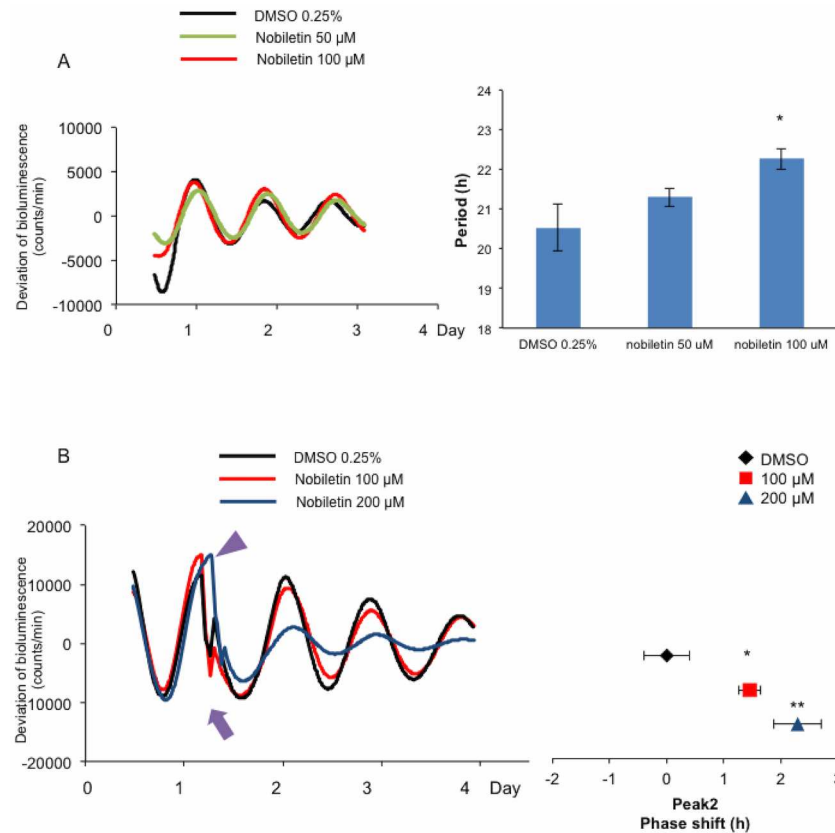 DMSO 0.25%
Nobiletin 50 µM
Nobiletin 100 µM
A
Deviation of bioluminescence
(counts/min)
10000
5000
0
-5000
-10000
0 1 2 3 4 Day
Period (h)
24
23
22
21
20
19
18
*
DMSO 0.25% nobiletin 50 uM nobiletin 100 uM
B
DMSO 0.25%
Nobiletin 100 µM
Nobiletin 200 µM
Deviation of bioluminescence
(counts/min)
20000
10000
0
-10000
-20000
0 1 2 3 4 Day
DMSO
100 µM
200 µM
*
**
-2 -1 0 1 2 3
Peak2
Phase shift (h)